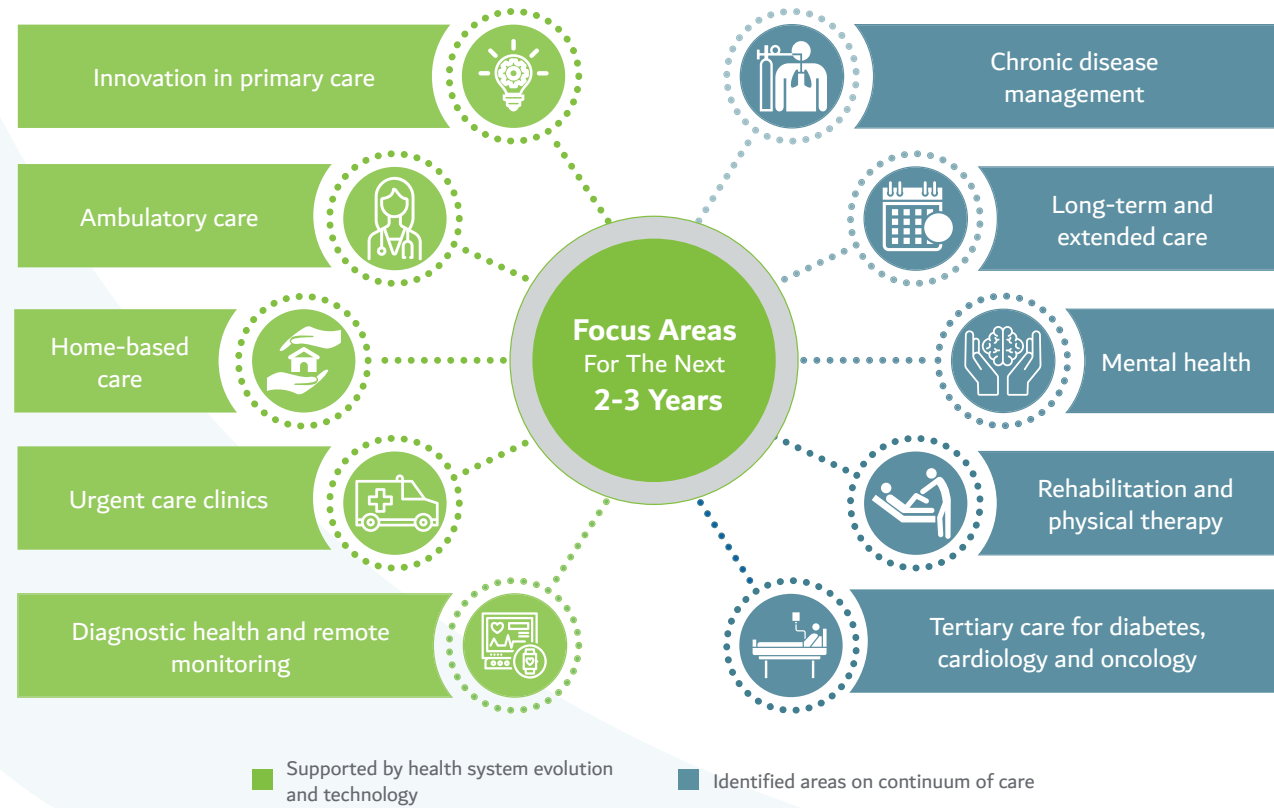 Innovation in primary care
Ambulatory care
Home-based
care
Urgent care clinics
Diagnostic health and remote
monitoring
Focus Areas
For The Next
2-3 Years
Chronic disease
management
Long-term and
extended care
Mental health
Rehabilitation and
physical therapy
Tertiary care for diabetes,
cardiology and oncology
Supported by health system evolution
and technology
Identified areas on continuum of care